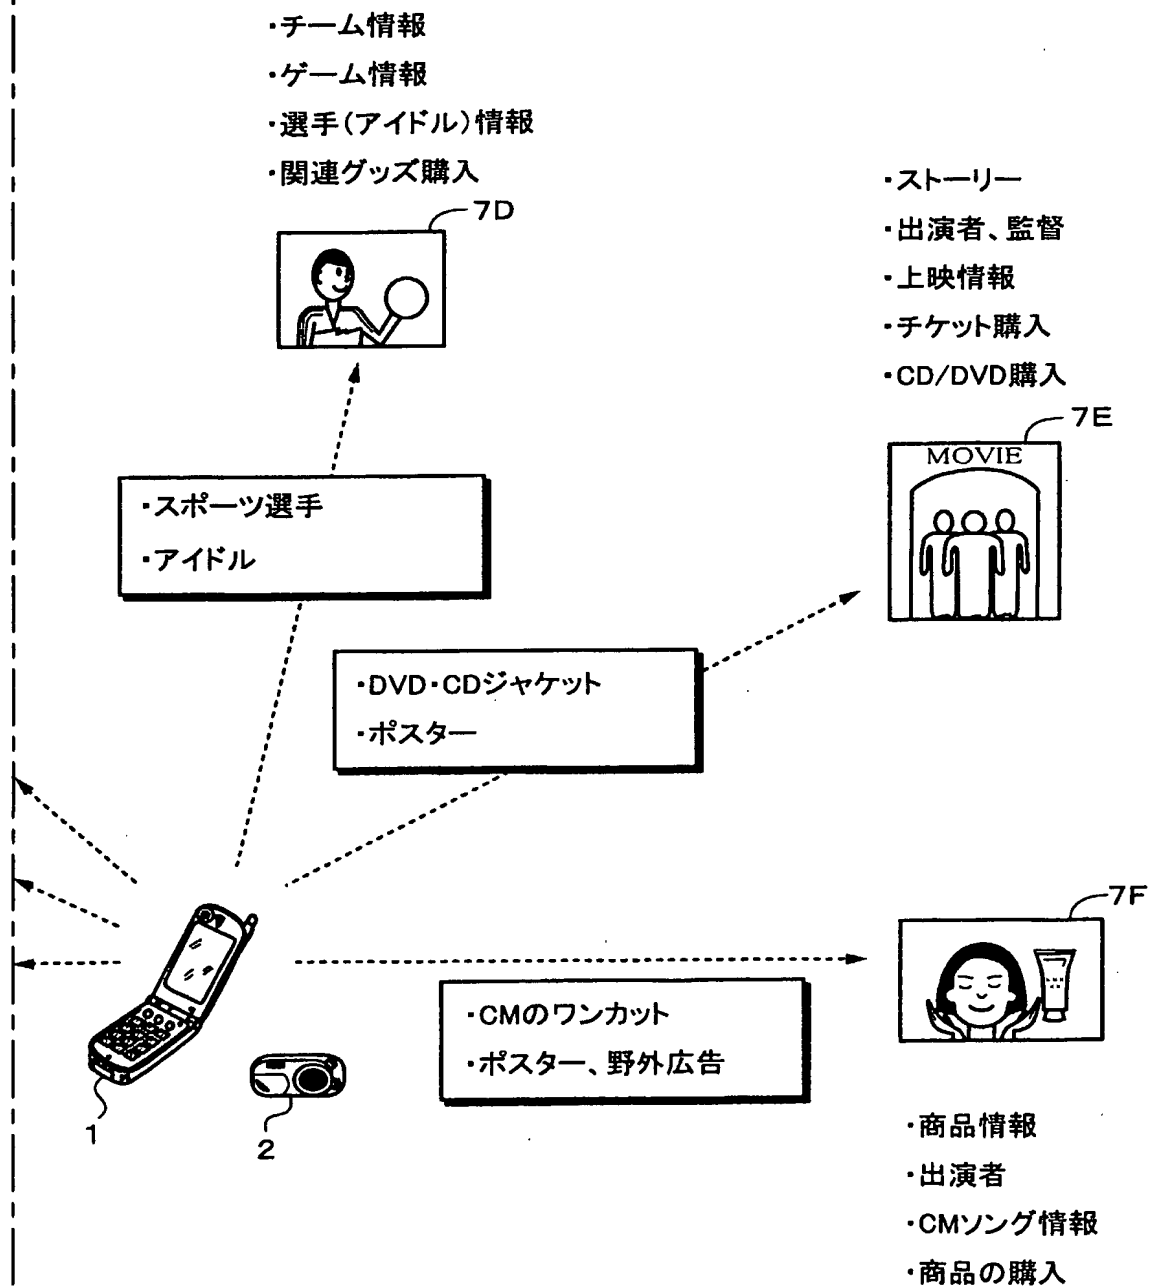 ・チーム情報
・ゲーム情報
・選手(アイドル)情報
・関連グッズ購入
7D
・ストーリー
・出演者、監督
・上映情報
・チケット購入
・CD/DVD購入
7E
MOVIE
・スポーツ選手
・アイドル
・DVD・CDジャケット
・ポスター
7F
・CMのワンカット
・ポスター、野外広告
1
2
・商品情報
・出演者
・CMソング情報
・商品の購入